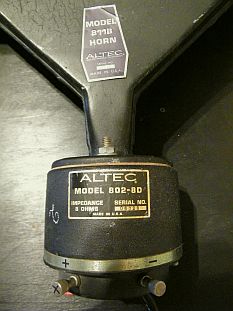 MODEL
811B
HORN
ALTEC
MADE IN U.S.A.
ALTEC
MODEL 802-8D
IMPEDANCE SERIAL NO.
8 OHMS
MADE IN U.S.A.
+ -